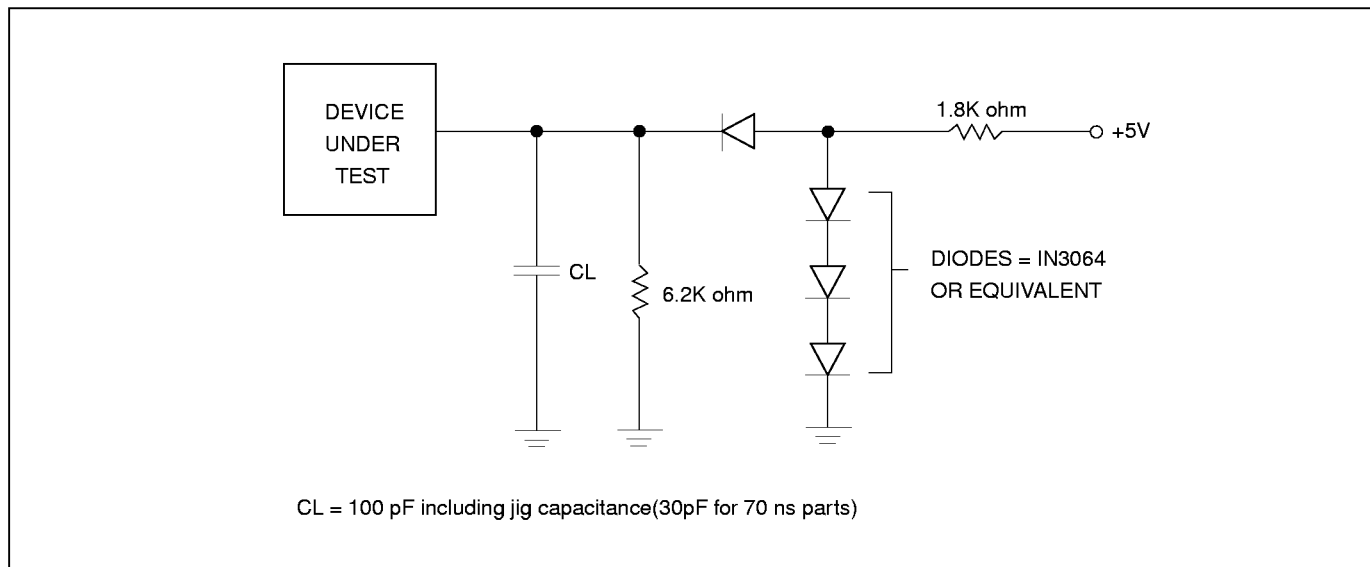 DEVICE
UNDER
TEST
1.8K ohm
+5V
CL
6.2K ohm
DIODES = IN3064
OR EQUIVALENT
CL = 100 pF including jig capacitance(30pF for 70 ns parts)